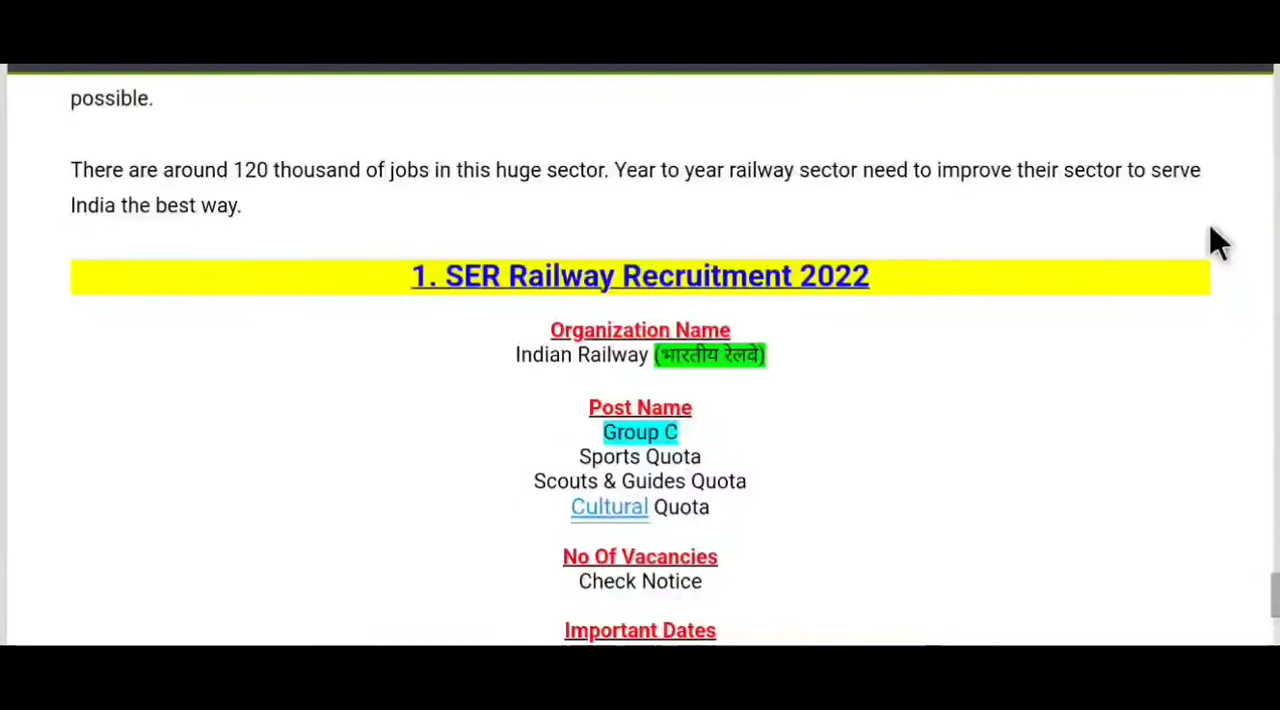 possible.
There are around 120 thousand of jobs in this huge sector. Year to year railway sector need to improve their sector to serve
India the best way.
1. SER Railway Recruitment 2022
Organization Name
Indian Railway (भारतीय रेलवे)
Post Name
Group C
Sports Quota
Scouts & Guides Quota
Cultural Quota
No Of Vacancies
Check Notice
Important Dates